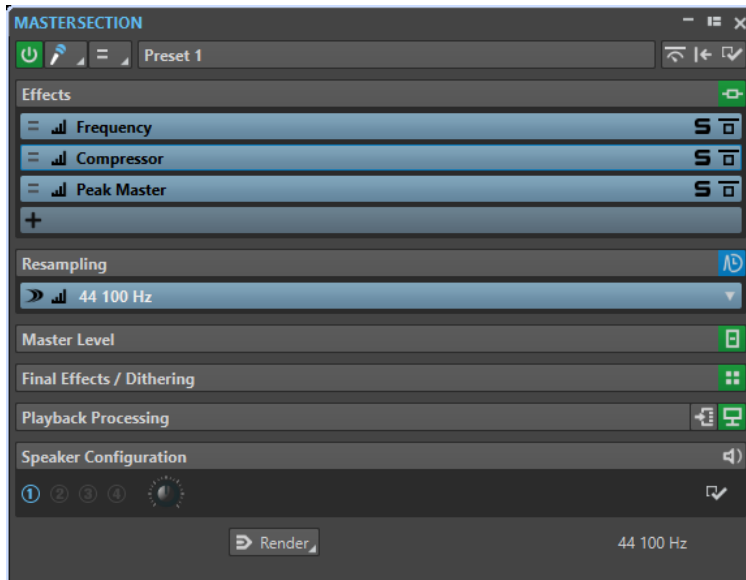 MASTERSECTION
Preset 1
Effects
Frequency S
Compressor S
Peak Master S
Resampling
44 100 Hz
Master Level
Final Effects / Dithering
Playback Processing
Speaker Configuration
1 2 3 4
Render 44 100 Hz